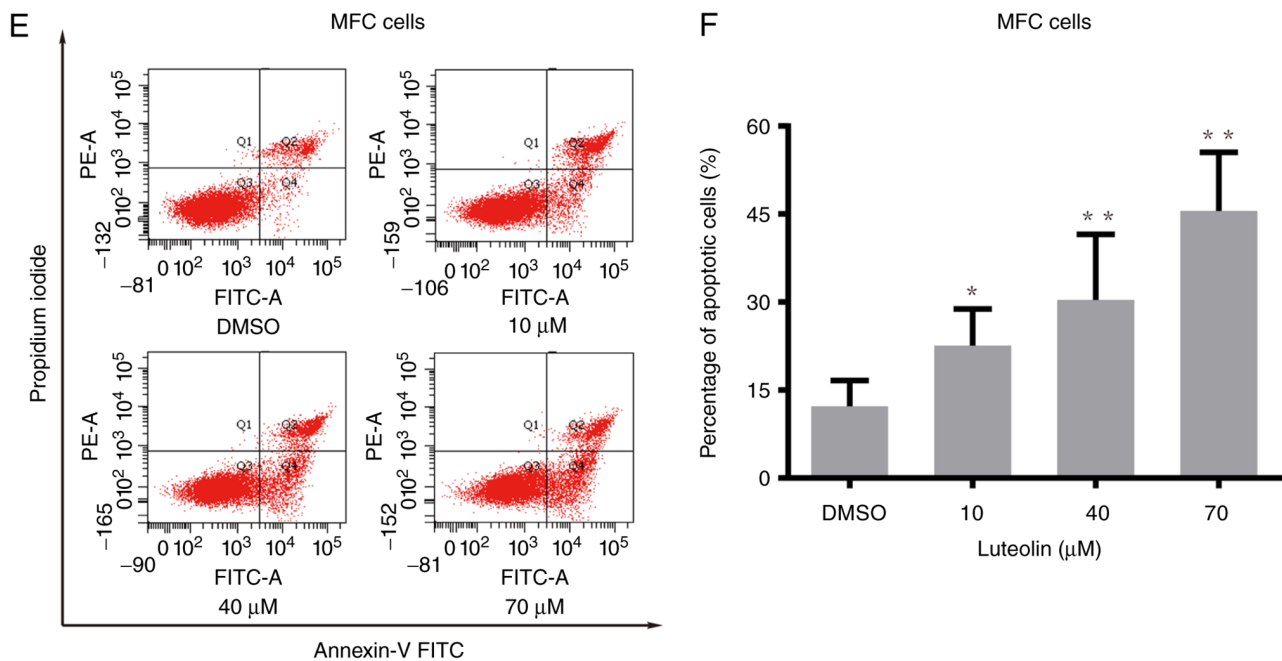 E
MFC cells
Propidium iodide
PE-A
10⁵
10⁴
10³
10²
0
−132
Q1
Q2
Q3
Q4
−81
0 10² 10³ 10⁴ 10⁵
FITC-A
DMSO
PE-A
10⁵
10⁴
10³
10²
0
−159
Q1
Q2
Q3
Q4
−106
0 10² 10³ 10⁴ 10⁵
FITC-A
10 µM
PE-A
10⁵
10⁴
10³
10²
0
−165
Q1
Q2
Q3
Q4
−90
0 10² 10³ 10⁴ 10⁵
FITC-A
40 µM
PE-A
10⁵
10⁴
10³
10²
0
−152
Q1
Q2
Q3
Q4
−81
0 10² 10³ 10⁴ 10⁵
FITC-A
70 µM
Annexin-V FITC
F
MFC cells
Percentage of apoptotic cells (%)
60
45
30
15
0
*
* *
* *
DMSO 10 40 70
Luteolin (µM)